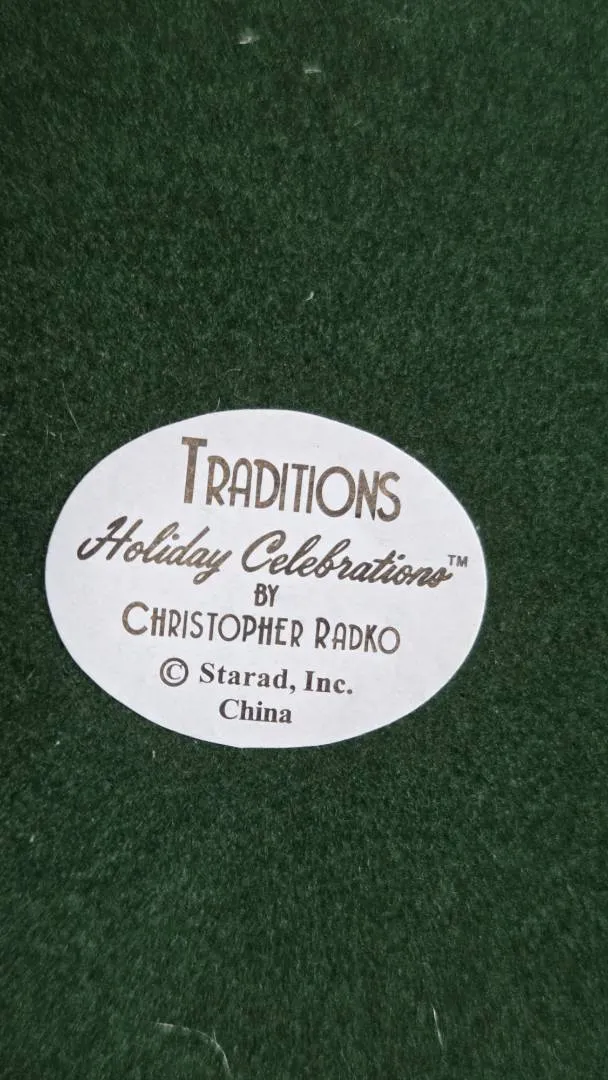 TRADITIONS
Holiday Celebrations™
BY
CHRISTOPHER RADKO
© Starad, Inc.
China